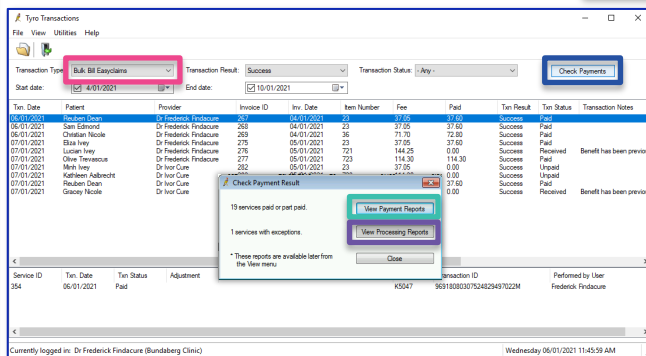 Tyro Transactions
File View Utilities Help
Transaction Type: Bulk Bill Easyclaims Transaction Result: Success Transaction Status: - Any - Check Payments
Start date: 4/01/2021 End date: 10/01/2021
Txn. Date Patient Provider Invoice ID Inv. Date Item Number Fee Paid Txn Result Txn Status Transaction Notes
06/01/2021 Reuben Dean Dr Frederick Findacure 267 04/01/2021 23 37.05 37.60 Success Paid
06/01/2021 Sam Edmond Dr Frederick Findacure 268 04/01/2021 23 37.05 37.60 Success Paid
06/01/2021 Christian Nicole Dr Frederick Findacure 269 04/01/2021 36 71.70 72.80 Success Paid
07/01/2021 Eliza Ivey Dr Frederick Findacure 275 05/01/2021 23 37.05 37.60 Success Paid
07/01/2021 Lucian Ivey Dr Frederick Findacure 276 05/01/2021 721 144.25 0.00 Success Received Benefit has been previou
07/01/2021 Olive Trevascus Dr Frederick Findacure 277 05/01/2021 723 114.30 114.30 Success Paid
07/01/2021 Minh Ivey Dr Ivor Cure 282 05/01/2021 23 37.05 0.00 Success Unpaid
07/01/2021 Kathleen Aalbrecht Dr Ivor Cure 0.00 Success Unpaid
07/01/2021 Reuben Dean Dr Ivor Cure 37.60 Success Paid
07/01/2021 Gracey Nicole Dr Ivor Cure 0.00 Success Received Benefit has been previou
Check Payment Result
19 services paid or part paid. View Payment Reports
1 services with exceptions. View Processing Reports
* These reports are available later from
the View menu
Close
Service ID Txn. Date Txn Status Adjustment ransaction ID Performed by User
354 06/01/2021 Paid K5047 96918080307524829497022M Frederick Findacure
Currently logged in: Dr Frederick Findacure (Bundaberg Clinic) Wednesday 06/01/2021 11:45:59 AM